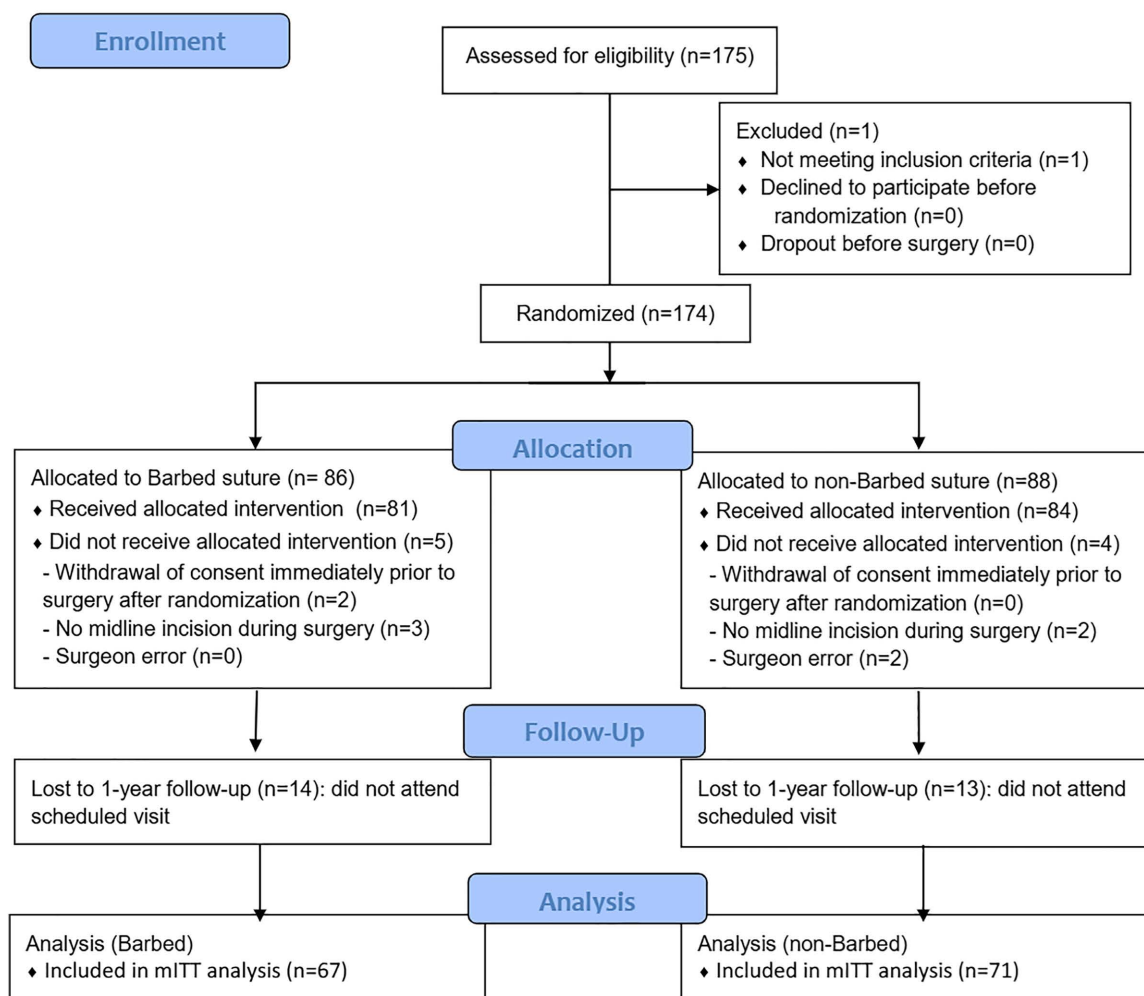 Enrollment
Assessed for eligibility (n=175)
Excluded (n=1)
♦ Not meeting inclusion criteria (n=1)
♦ Declined to participate before
randomization (n=0)
♦ Dropout before surgery (n=0)
Randomized (n=174)
Allocation
Allocated to Barbed suture (n= 86)
♦ Received allocated intervention (n=81)
♦ Did not receive allocated intervention (n=5)
- Withdrawal of consent immediately prior to
surgery after randomization (n=2)
- No midline incision during surgery (n=3)
- Surgeon error (n=0)
Allocated to non-Barbed suture (n=88)
♦ Received allocated intervention (n=84)
♦ Did not receive allocated intervention (n=4)
- Withdrawal of consent immediately prior to
surgery after randomization (n=0)
- No midline incision during surgery (n=2)
- Surgeon error (n=2)
Follow-Up
Lost to 1-year follow-up (n=14): did not attend
scheduled visit
Lost to 1-year follow-up (n=13): did not attend
scheduled visit
Analysis
Analysis (Barbed)
♦ Included in mITT analysis (n=67)
Analysis (non-Barbed)
♦ Included in mITT analysis (n=71)